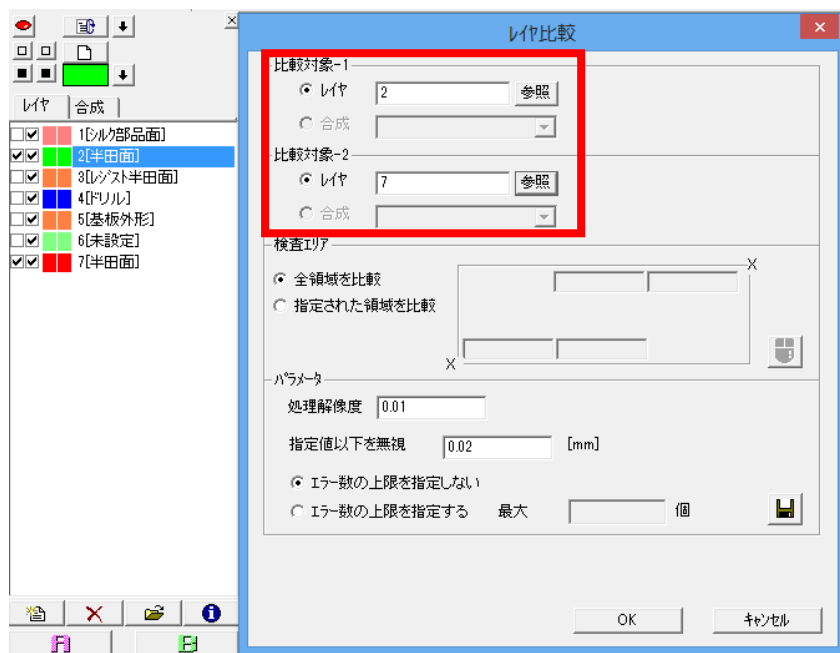 レイヤ 合成
1[シルク部品面]
2[半田面]
3[レジスト半田面]
4[ドリル]
5[基板外形]
6[未設定]
7[半田面]
レイヤ比較
比較対象-1
レイヤ 2 参照
合成
比較対象-2
レイヤ 7 参照
合成
検査エリア
全領域を比較
指定された領域を比較
X
X
パラメータ
処理解像度 0.01
指定値以下を無視 0.02 [mm]
エラー数の上限を指定しない
エラー数の上限を指定する 最大 個
OK キャンセル